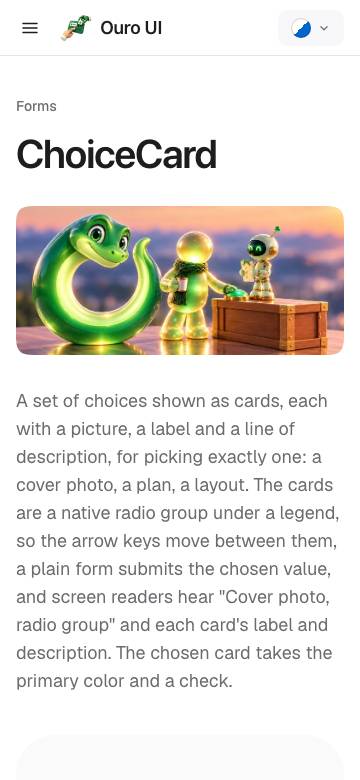 Ouro UI
Forms
ChoiceCard
A set of choices shown as cards, each
with a picture, a label and a line of
description, for picking exactly one: a
cover photo, a plan, a layout. The cards
are a native radio group under a legend,
so the arrow keys move between them,
a plain form submits the chosen value,
and screen readers hear "Cover photo,
radio group" and each card's label and
description. The chosen card takes the
primary color and a check.